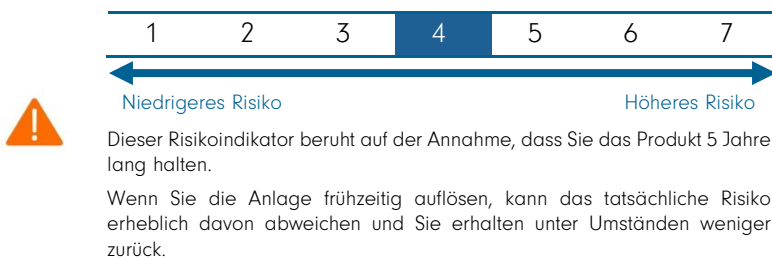 1 2 3 4 5 6 7
Niedrigeres Risiko Höheres Risiko
Dieser Risikoindikator beruht auf der Annahme, dass Sie das Produkt 5 Jahre
lang halten.
Wenn Sie die Anlage frühzeitig auflösen, kann das tatsächliche Risiko
erheblich davon abweichen und Sie erhalten unter Umständen weniger
zurück.